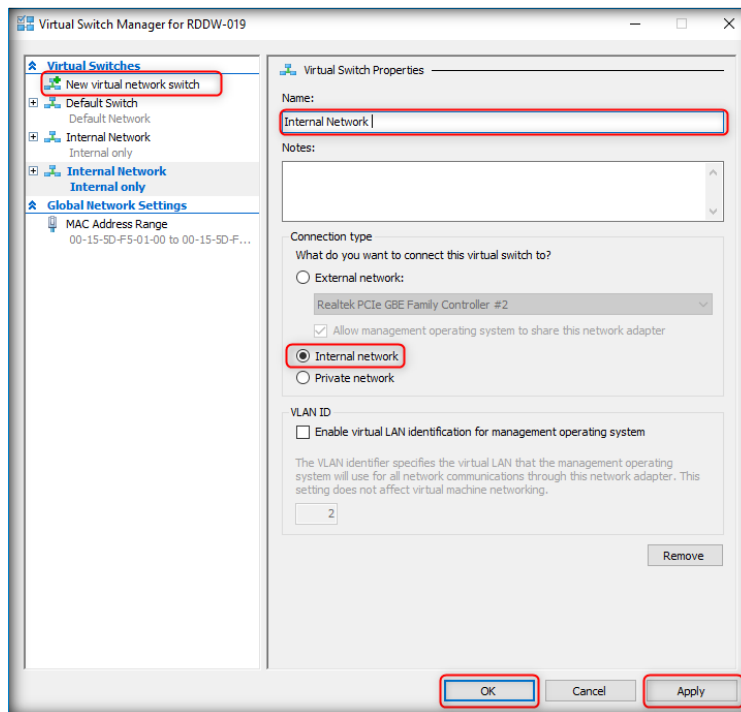 Virtual Switch Manager for RDDW-019
Virtual Switches
New virtual network switch
Default Switch
Default Network
Internal Network
Internal only
Internal Network
Internal only
Global Network Settings
MAC Address Range
00-15-5D-F5-01-00 to 00-15-5D-F...
Virtual Switch Properties
Name:
Internal Network
Notes:
Connection type
What do you want to connect this virtual switch to?
External network:
Realtek PCIe GBE Family Controller #2
Allow management operating system to share this network adapter
Internal network
Private network
VLAN ID
Enable virtual LAN identification for management operating system
The VLAN identifier specifies the virtual LAN that the management operating
system will use for all network communications through this network adapter. This
setting does not affect virtual machine networking.
2
Remove
OK Cancel Apply